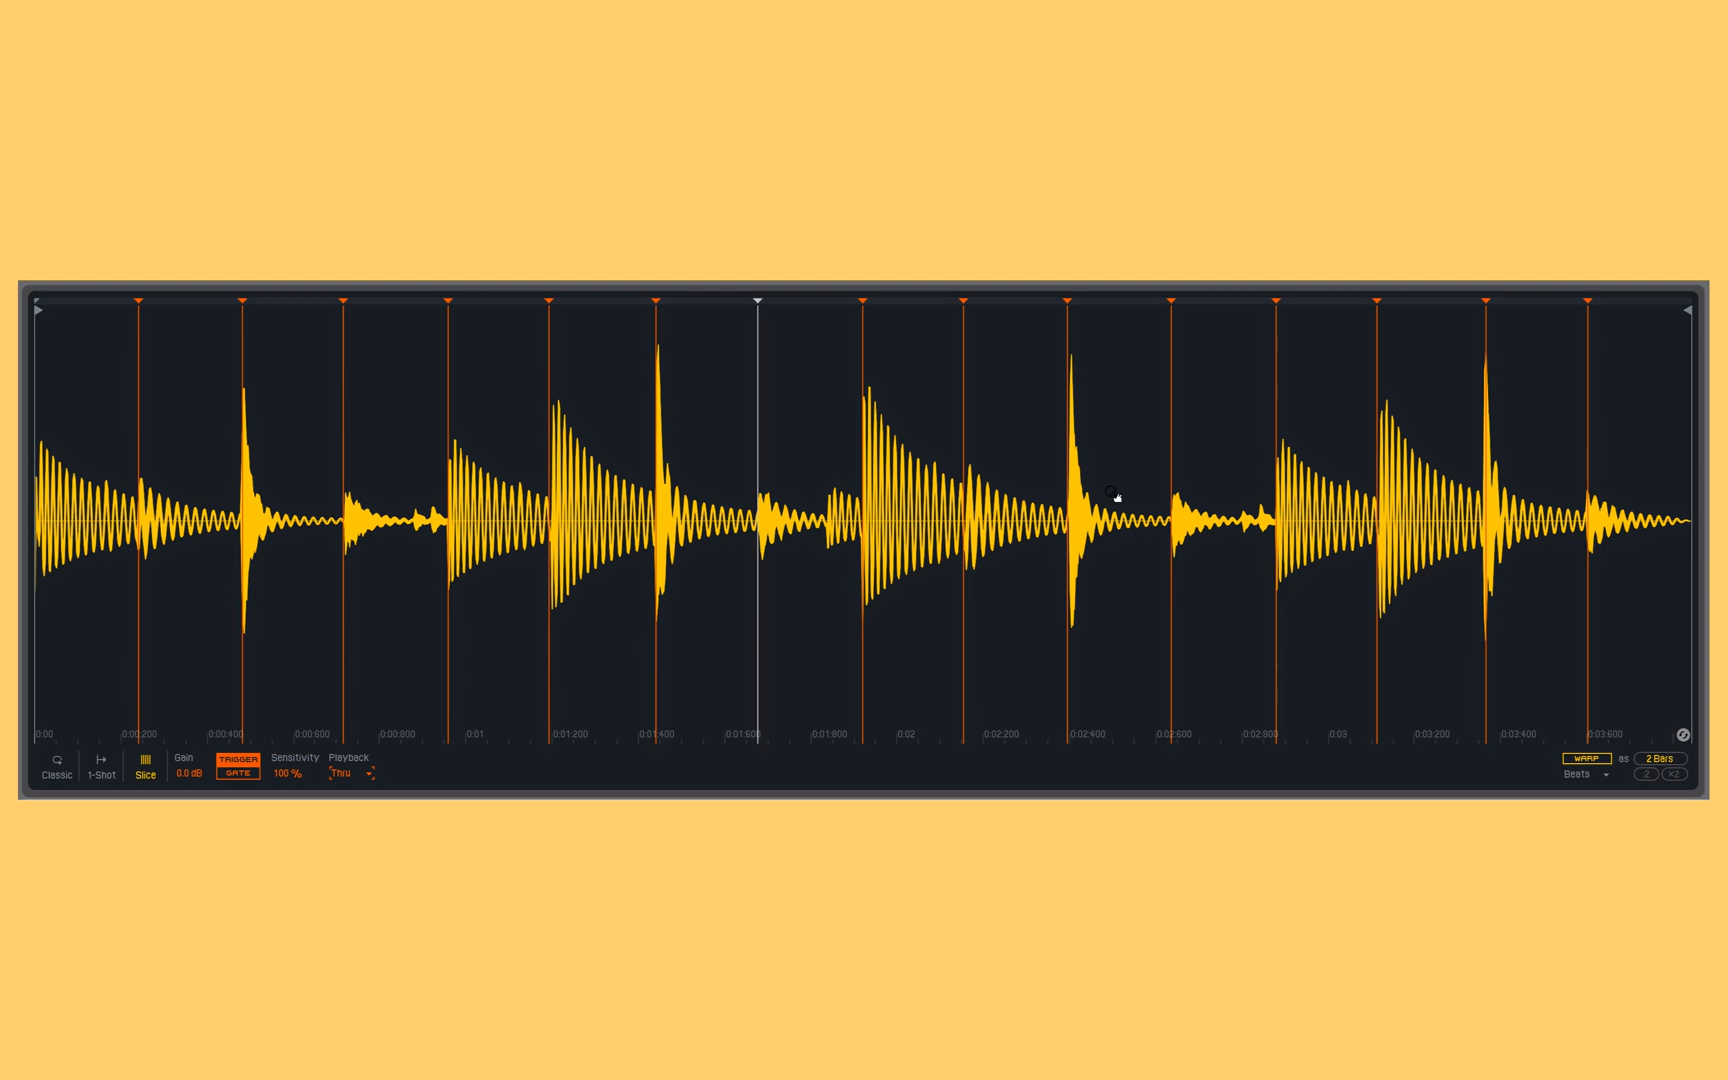 0:00 0:00:200 0:00:400 0:00:600 0:00:800 0:01 0:01:200 0:01:400 0:01:600 0:01:800 0:02 0:02:200 0:02:400 0:02:600 0:02:800 0:03 0:03:200 0:03:400 0:03:600
Gain TRIGGER Sensitivity Playback WARP as 2 Bars
Classic 1-Shot Slice 0.0 dB GATE 100 % Thru Beats :2 ×2